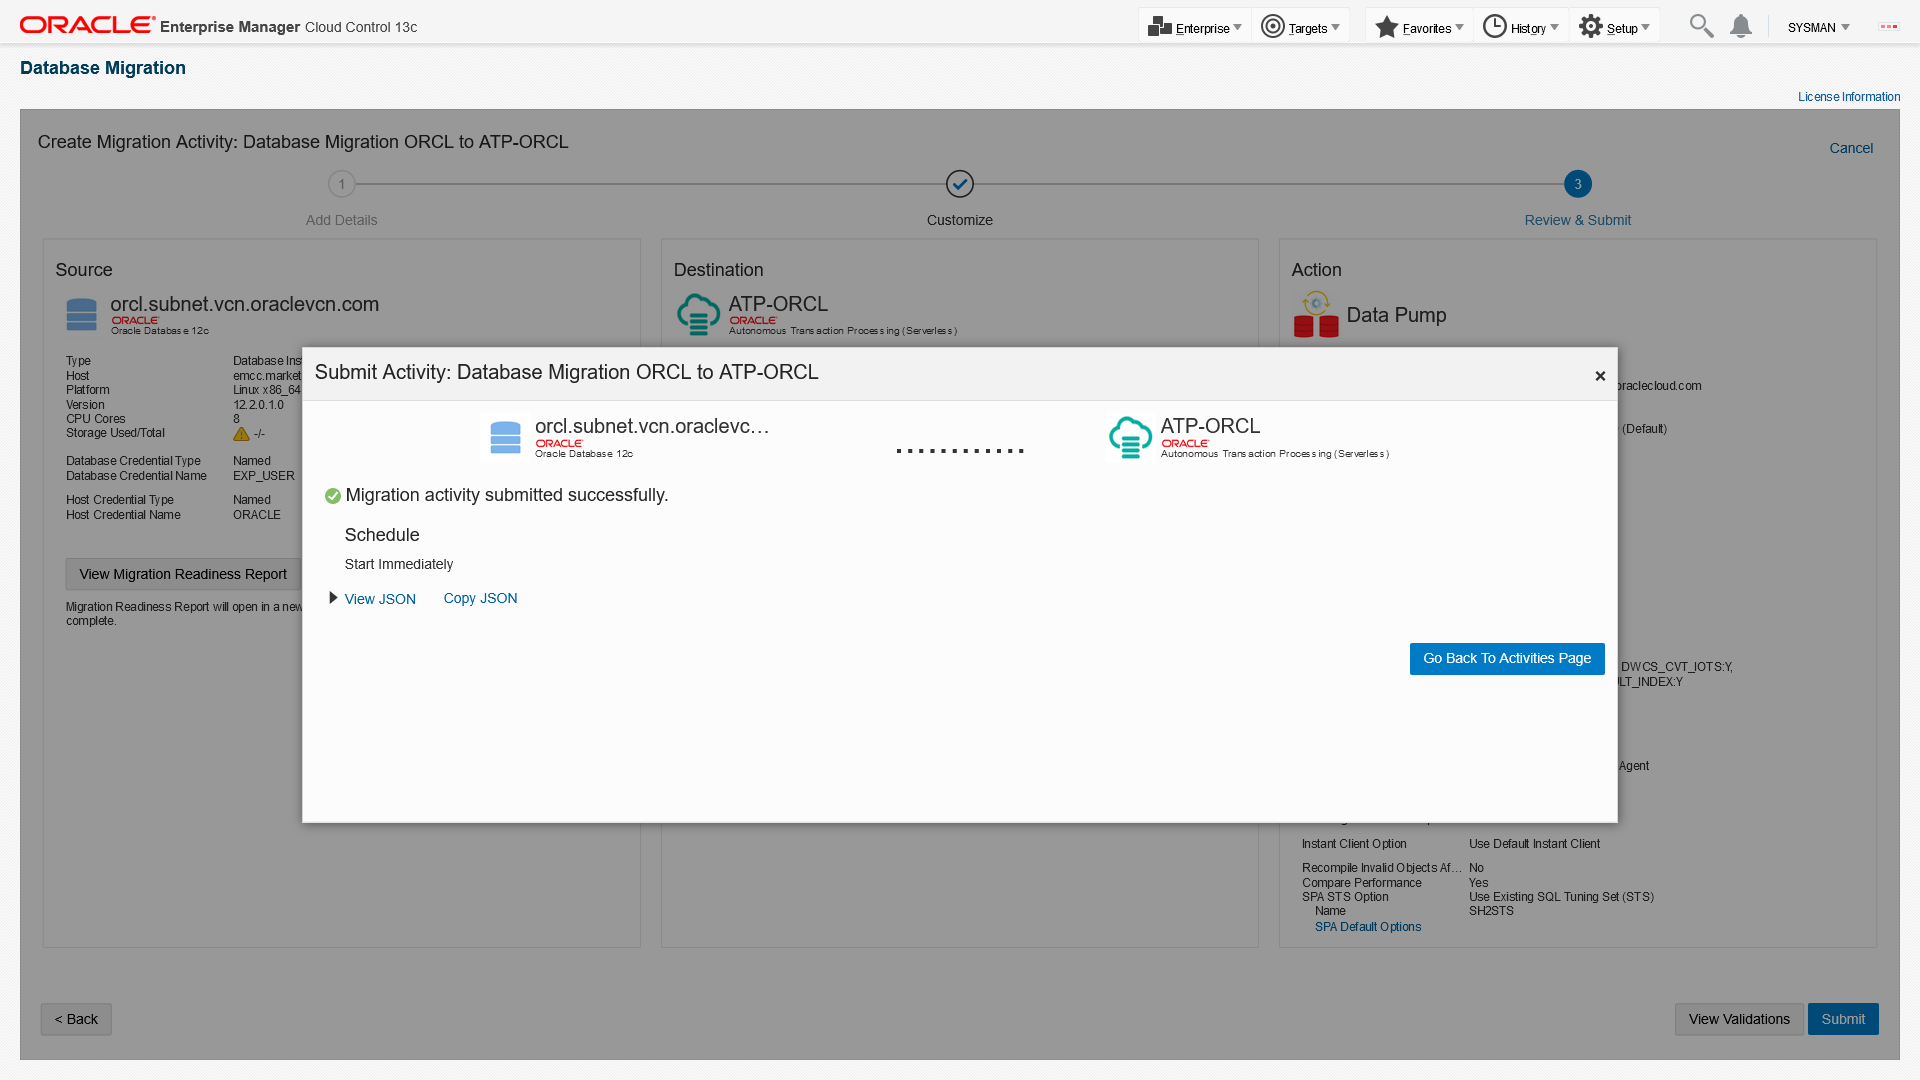 ORACLE Enterprise Manager Cloud Control 13c
Enterprise
Targets
Favorites
History
Setup
SYSMAN
Database Migration
License Information
Create Migration Activity: Database Migration ORCL to ATP-ORCL
Cancel
1
3
Add Details
Customize
Review & Submit
Source
orcl.subnet.vcn.oraclevcn.com
ORACLE
Oracle Database 12c
Type Database Ins
Host emcc.market
Platform Linux x86_64
Version 12.2.0.1.0
CPU Cores 8
Storage Used/Total -/-
Database Credential Type Named
Database Credential Name EXP_USER
Host Credential Type Named
Host Credential Name ORACLE
View Migration Readiness Report
Migration Readiness Report will open in a new
complete.
Destination
ATP-ORCL
ORACLE
Autonomous Transaction Processing (Serverless)
Action
Data Pump
oraclecloud.com
(Default)
DWCS_CVT_IOTS:Y,
ULT_INDEX:Y
Agent
Instant Client Option Use Default Instant Client
Recompile Invalid Objects Af... No
Compare Performance Yes
SPA STS Option Use Existing SQL Tuning Set (STS)
Name SH2STS
SPA Default Options
Submit Activity: Database Migration ORCL to ATP-ORCL
×
orcl.subnet.vcn.oraclevc...
ORACLE
Oracle Database 12c
ATP-ORCL
ORACLE
Autonomous Transaction Processing (Serverless)
Migration activity submitted successfully.
Schedule
Start Immediately
View JSON
Copy JSON
Go Back To Activities Page
< Back
View Validations
Submit